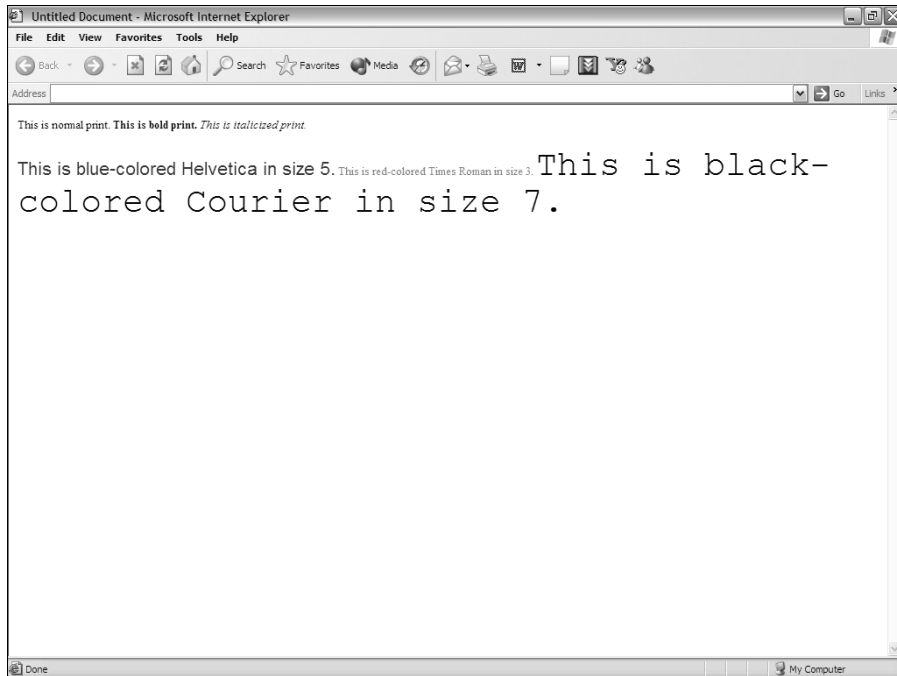 Untitled Document - Microsoft Internet Explorer
File Edit View Favorites Tools Help
Back Search Favorites Media W
Address Go Links
This is normal print. This is bold print. This is italicized print.
This is blue-colored Helvetica in size 5. This is red-colored Times Roman in size 3. This is black-
colored Courier in size 7.
Done My Computer